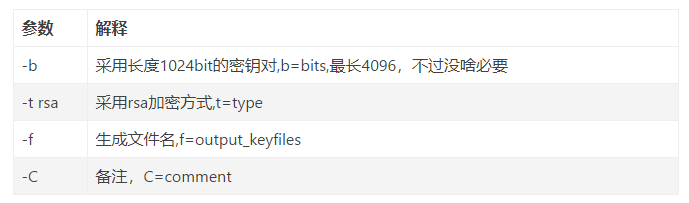 参数 解释
-b 采用长度1024bit的密钥对,b=bits,最长4096，不过没啥必要
-t rsa 采用rsa加密方式,t=type
-f 生成文件名,f=output_keyfiles
-C 备注，C=comment